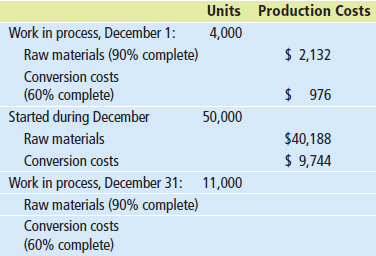 Units Production Costs
Work in process, December 1: 4,000
Raw materials (90% complete) $ 2,132
Conversion costs
(60% complete) $ 976
Started during December 50,000
Raw materials $40,188
Conversion costs $ 9,744
Work in process, December 31: 11,000
Raw materials (90% complete)
Conversion costs
(60% complete)